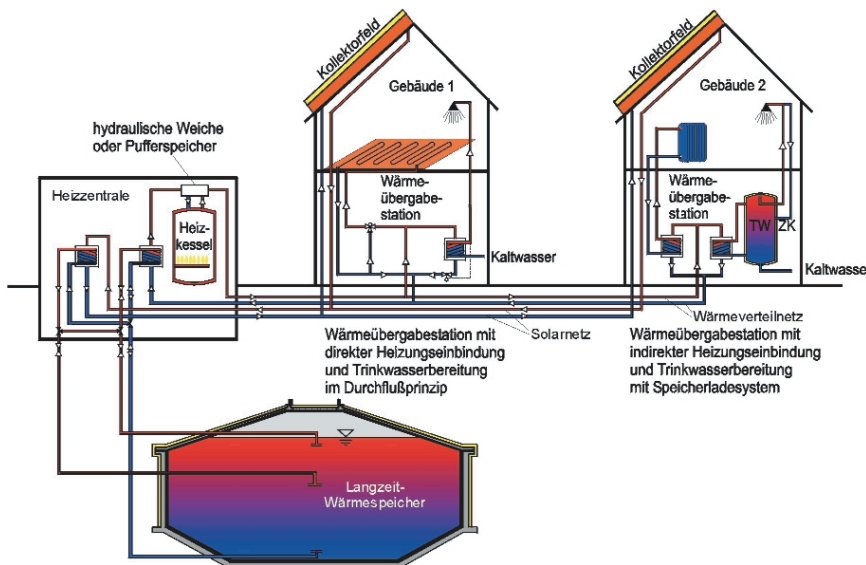 Kollektorfeld
Gebäude 1
Kollektorfeld
Gebäude 2
hydraulische Weiche
oder Pufferspeicher
Heizzentrale
Heiz-
kessel
Wärme-
übergabe-
station
Kaltwasser
Wärme-
übergabe-
station
TW
ZK
Kaltwasser
Wärmeverteilnetz
Solarnetz
Wärmeübergabestation mit
direkter Heizungseinbindung
und Trinkwasserbereitung
im Durchflußprinzip
Wärmeübergabestation mit
indirekter Heizungseinbindung
und Trinkwasserbereitung
mit Speicherladesystem
Langzeit-
Wärmespeicher